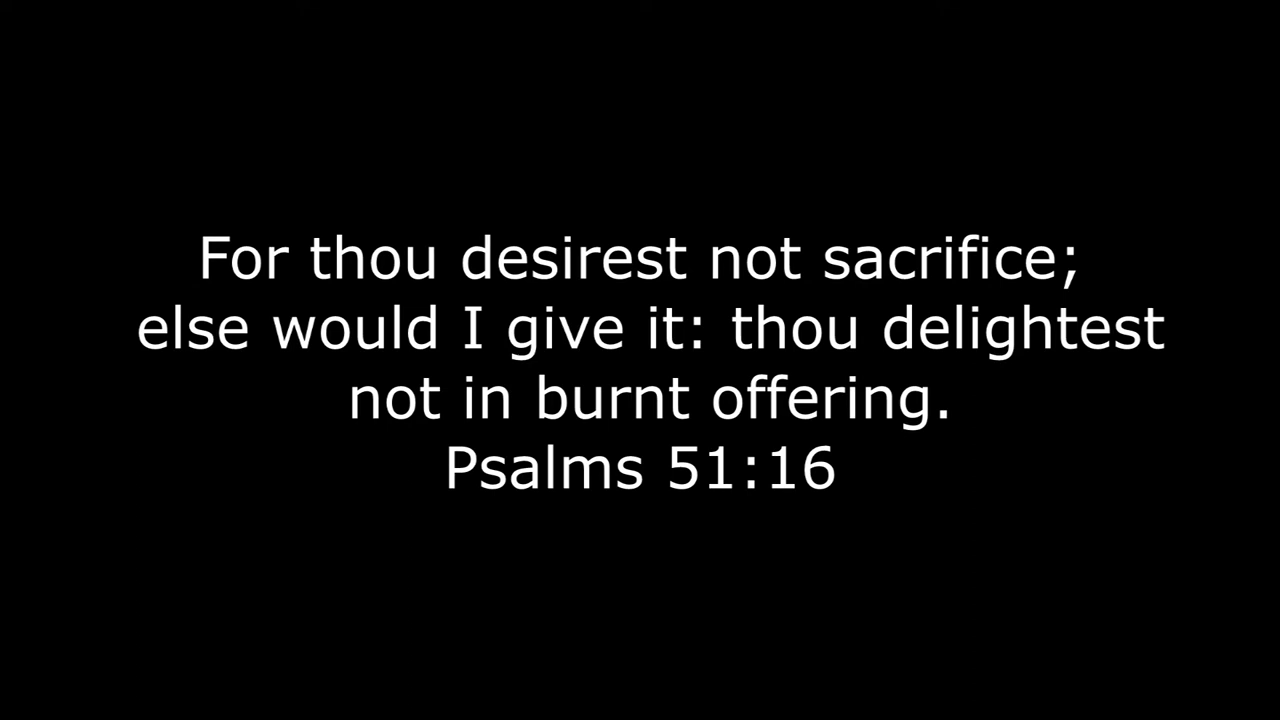 For thou desirest not sacrifice;
else would I give it: thou delightest
not in burnt offering.
Psalms 51:16